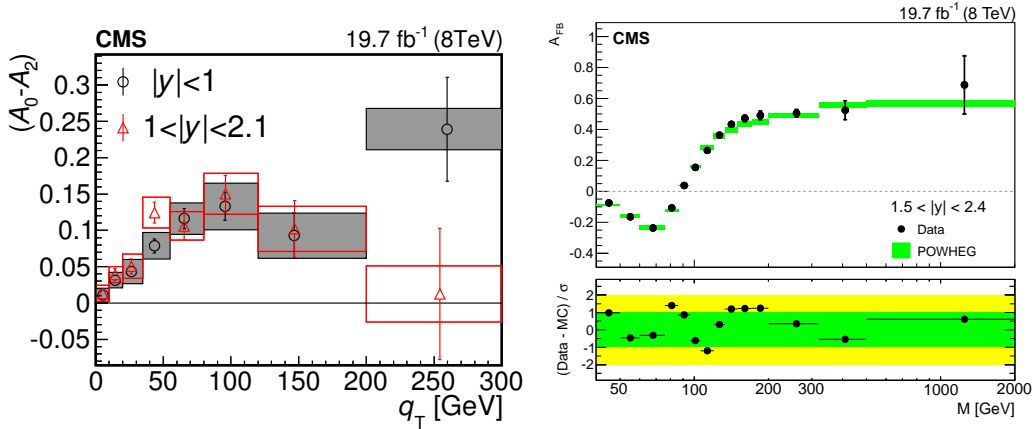 CMS 19.7 fb⁻¹ (8TeV)
(A₀-A₂)
|y|<1
1<|y|<2.1
0.3
0.25
0.2
0.15
0.1
0.05
0
-0.05
0 50 100 150 200 250 300
q_T [GeV]
19.7 fb⁻¹ (8 TeV)
A_FB
CMS
1
0.8
0.6
0.4
0.2
0
-0.2
-0.4
1.5 < |y| < 2.4
Data
POWHEG
(Data - MC) / σ
2
1
0
-1
-2
50 100 200 300 1000 2000
M [GeV]